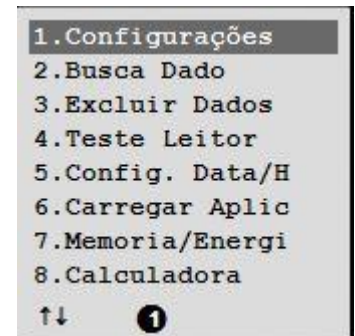 1.Configurações
2.Busca Dado
3.Excluir Dados
4.Teste Leitor
5.Config. Data/H
6.Carregar Aplic
7.Memoria/Energi
8.Calculadora
↑↓ 1